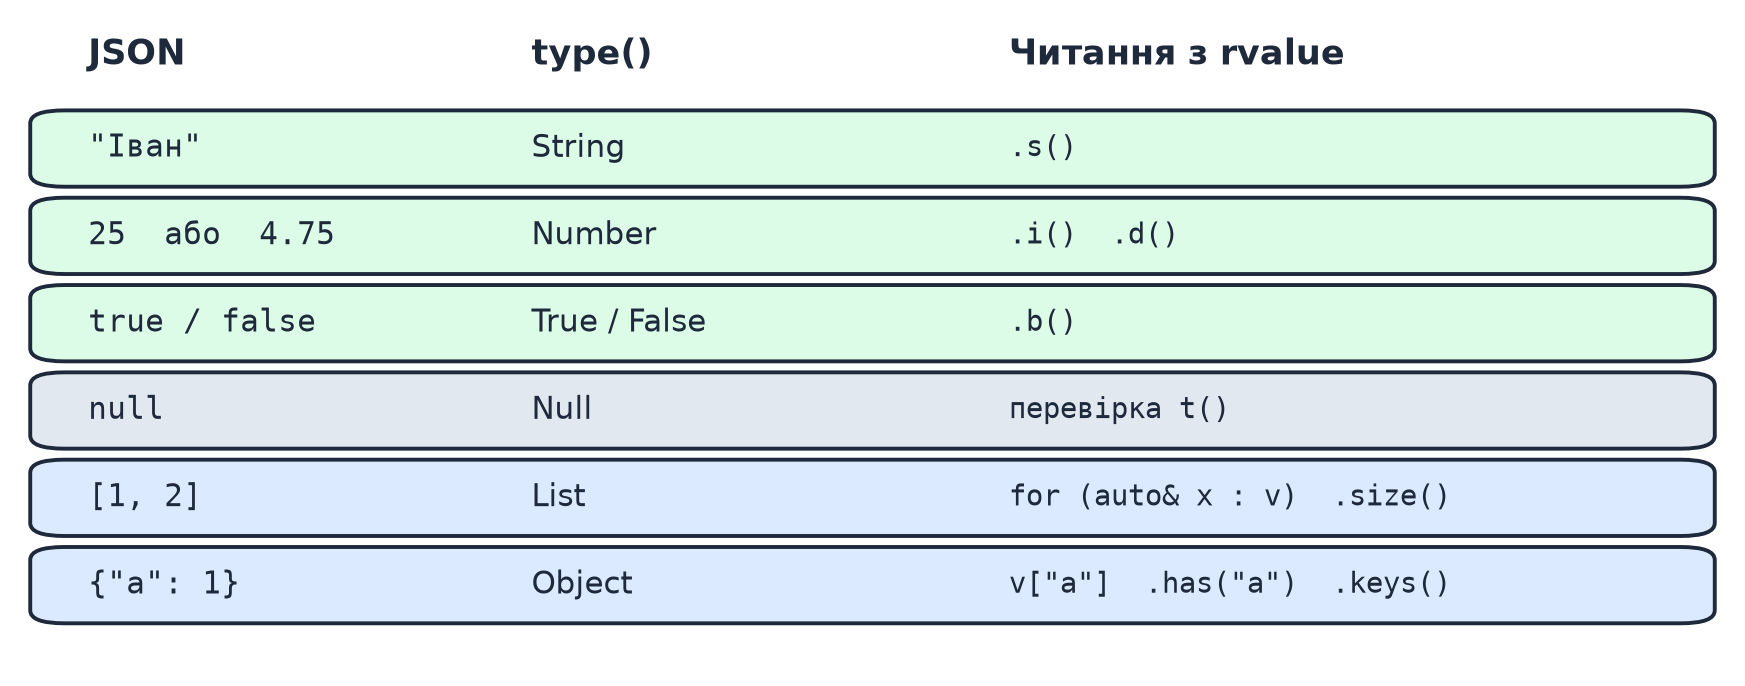 JSON type() Читання з rvalue
"Іван" String .s()
25 або 4.75 Number .i() .d()
true / false True / False .b()
null Null перевірка t()
[1, 2] List for (auto& x : v) .size()
{"a": 1} Object v["a"] .has("a") .keys()